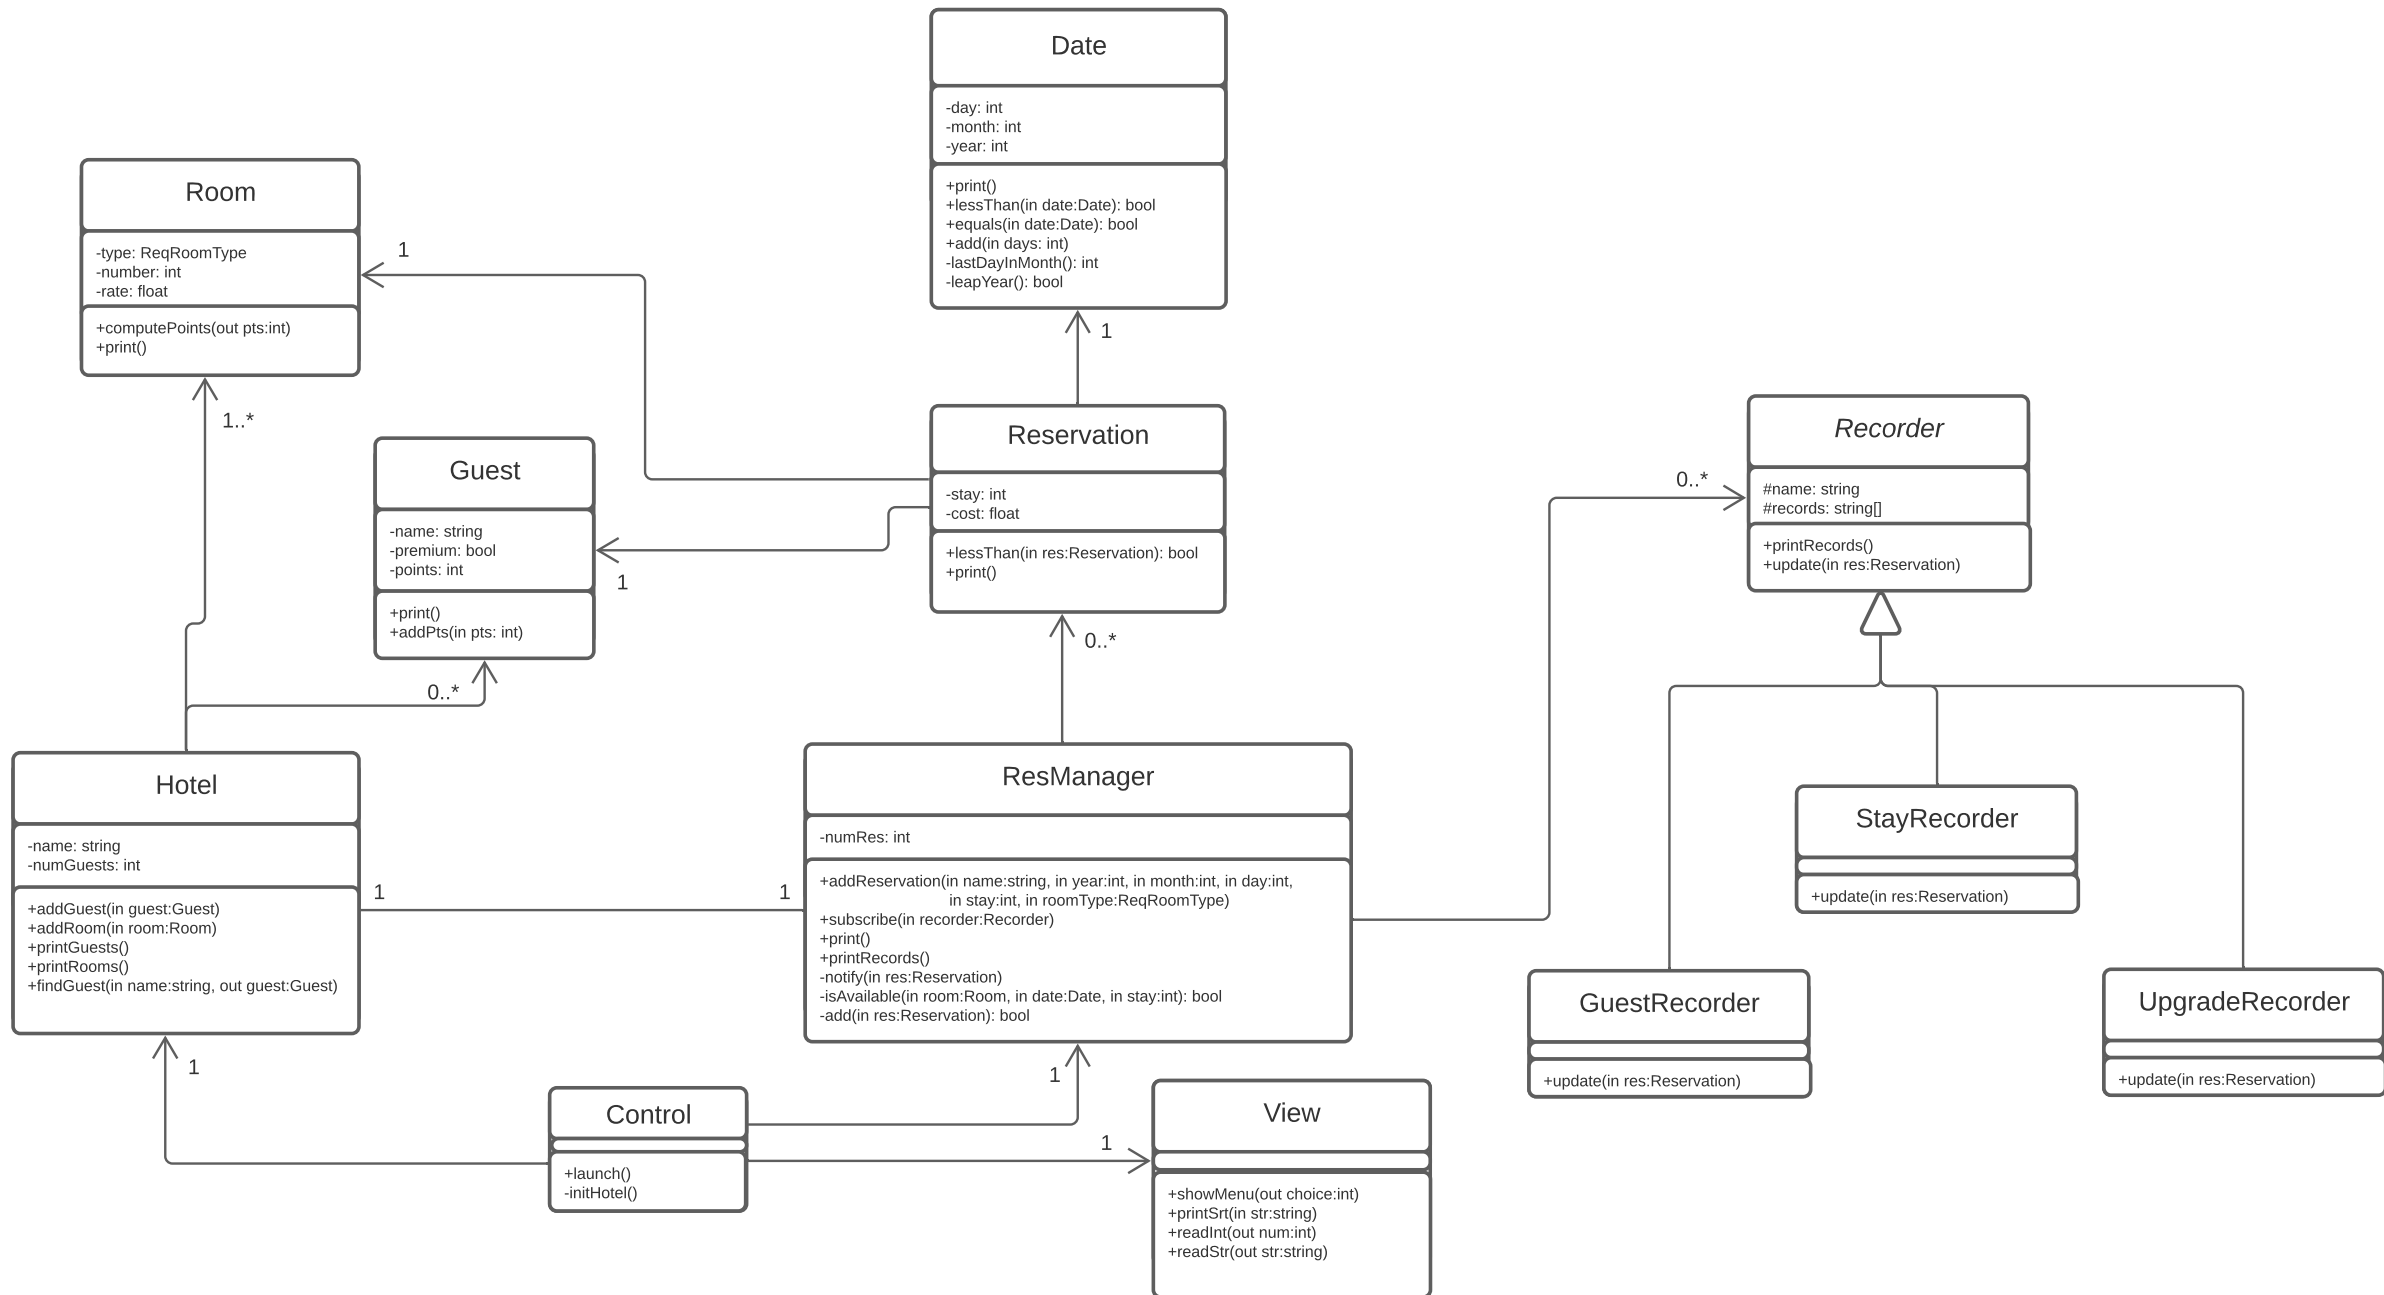 Date
-day: int
-month: int
-year: int
+print()
+lessThan(in date:Date): bool
+equals(in date:Date): bool
+add(in days: int)
-lastDayInMonth(): int
-leapYear(): bool
1
Room
-type: ReqRoomType
-number: int
-rate: float
+computePoints(out pts:int)
+print()
1
1..*
Guest
-name: string
-premium: bool
-points: int
+print()
+addPts(in pts: int)
1
0..*
Reservation
-stay: int
-cost: float
+lessThan(in res:Reservation): bool
+print()
0..*
Recorder
#name: string
#records: string[]
+printRecords()
+update(in res:Reservation)
0..*
Hotel
-name: string
-numGuests: int
+addGuest(in guest:Guest)
+addRoom(in room:Room)
+printGuests()
+printRooms()
+findGuest(in name:string, out guest:Guest)
1
1
1
ResManager
-numRes: int
+addReservation(in name:string, in year:int, in month:int, in day:int,
in stay:int, in roomType:ReqRoomType)
+subscribe(in recorder:Recorder)
+print()
+printRecords()
-notify(in res:Reservation)
-isAvailable(in room:Room, in date:Date, in stay:int): bool
-add(in res:Reservation): bool
1
StayRecorder
+update(in res:Reservation)
GuestRecorder
+update(in res:Reservation)
UpgradeRecorder
+update(in res:Reservation)
Control
+launch()
-initHotel()
1
View
+showMenu(out choice:int)
+printSrt(in str:string)
+readInt(out num:int)
+readStr(out str:string)